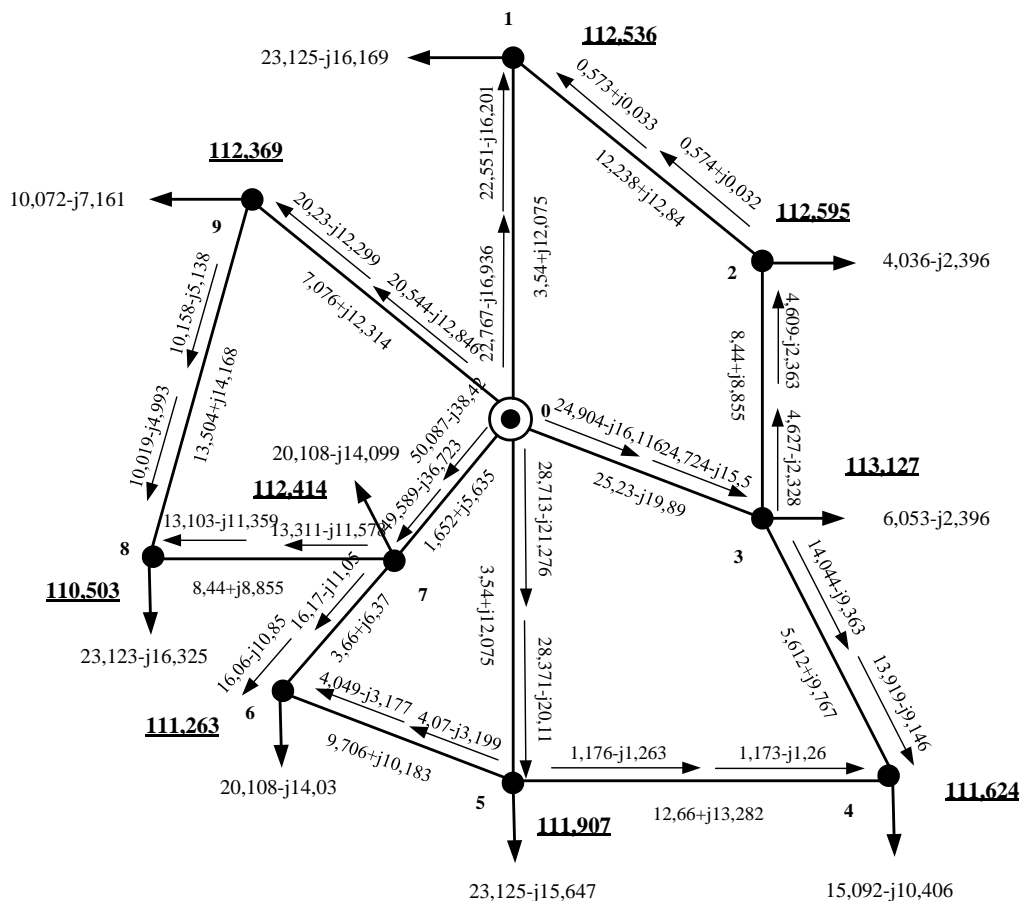 1
112,536
23,125-j16,169
22,551-j16,201
0,573+j0,033
0,574+j0,032
12,238+j12,84
112,369
10,072-j7,161
9
20,23-j12,299
20,544-j12,846
7,076+j12,314
22,767-j16,936
3,54+j12,075
112,595
2
4,036-j2,396
10,158-j5,138
13,504+j14,168
10,019-j4,993
4,609-j2,363
8,44+j8,855
4,627-j2,328
0
24,904-j16,116
24,724-j15,5
25,23-j19,89
50,087-j38,42
49,589-j36,723
1,652+j5,635
20,108-j14,099
112,414
113,127
6,053-j2,396
3
28,713-j21,276
3,54+j12,075
28,371-j20,11
13,103-j11,359
13,311-j11,578
8
8,44+j8,855
7
110,503
23,123-j16,325
16,17-j11,05
16,06-j10,85
3,66+j6,37
14,044-j9,363
5,612+j9,767
13,919-j9,146
6
111,263
4,049-j3,177
4,07-j3,199
9,706+j10,183
20,108-j14,03
1,176-j1,263
1,173-j1,26
5
111,907
12,66+j13,282
4
111,624
23,125-j15,647
15,092-j10,406